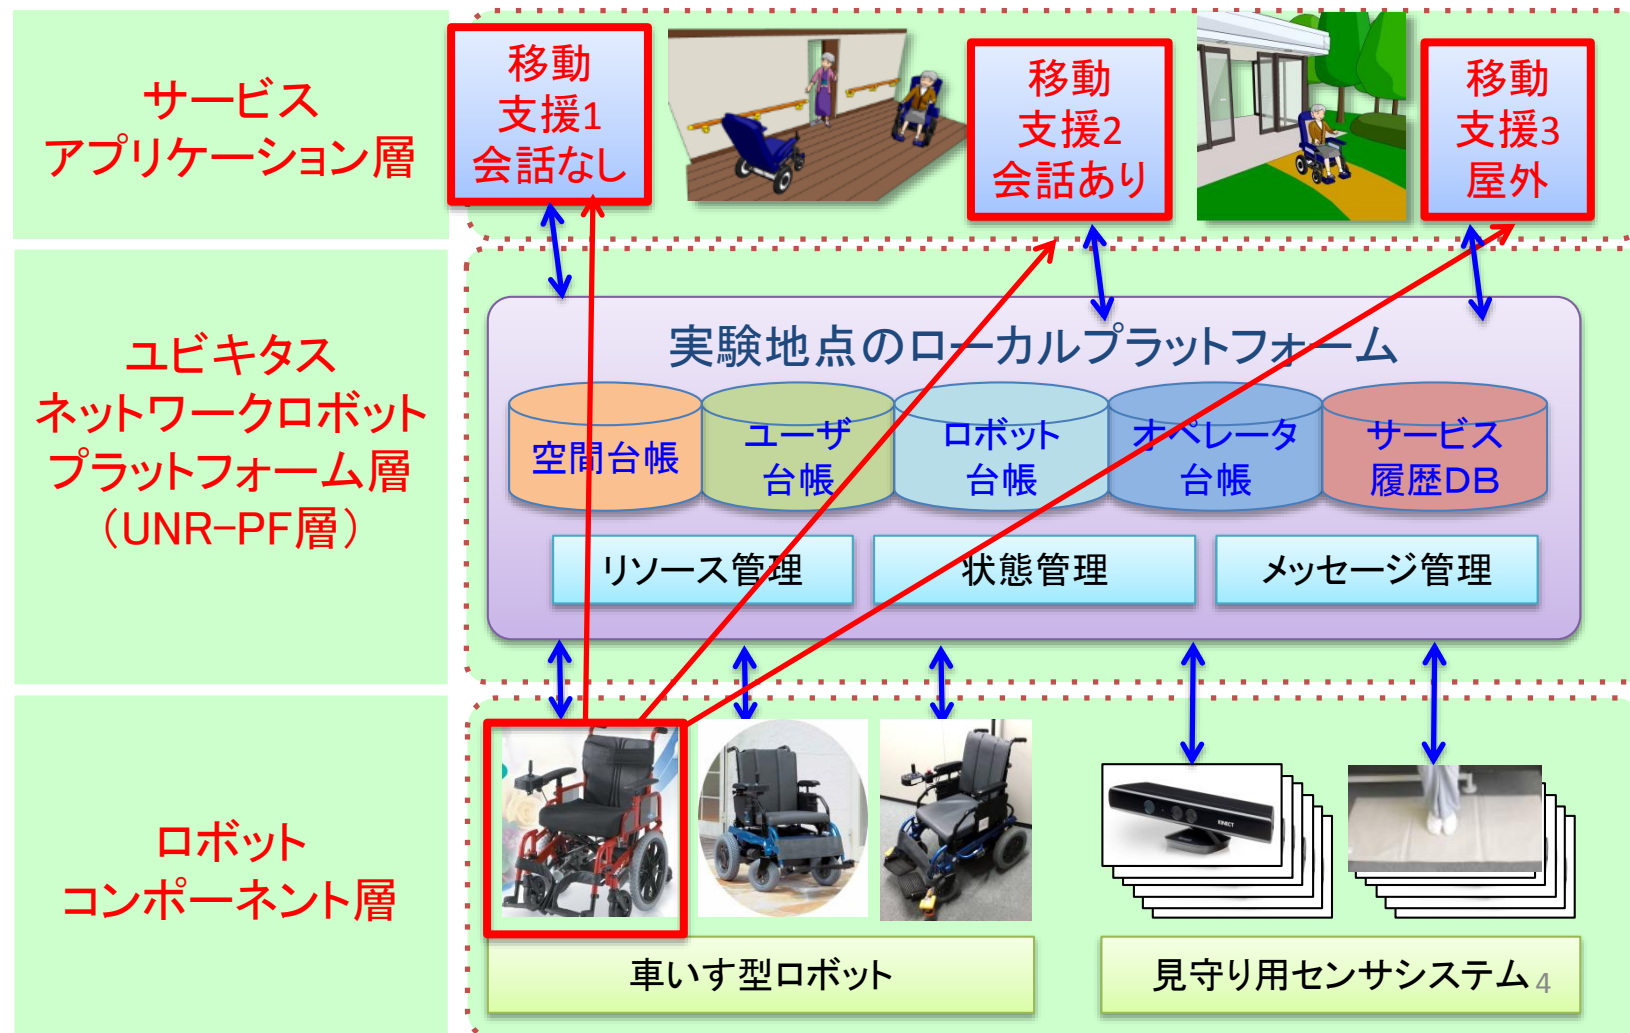 サービス
アプリケーション層
移動
支援1
会話なし
移動
支援2
会話あり
移動
支援3
屋外
ユビキタス
ネットワークロボット
プラットフォーム層
（UNR-PF層）
実験地点のローカルプラットフォーム
空間台帳
ユーザ
台帳
ロボット
台帳
オペレータ
台帳
サービス
履歴DB
リソース管理
状態管理
メッセージ管理
ロボット
コンポーネント層
KINECT
車いす型ロボット
見守り用センサシステム
4